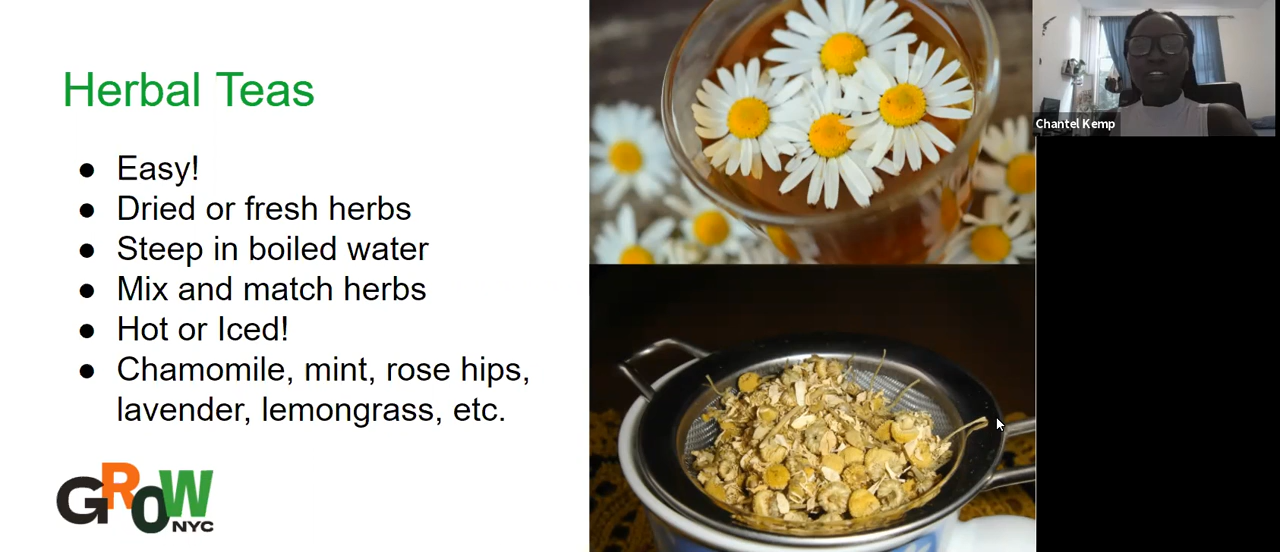 Herbal Teas
● Easy!
● Dried or fresh herbs
● Steep in boiled water
● Mix and match herbs
● Hot or Iced!
● Chamomile, mint, rose hips,
lavender, lemongrass, etc.
GROW
NYC
Chantel Kemp